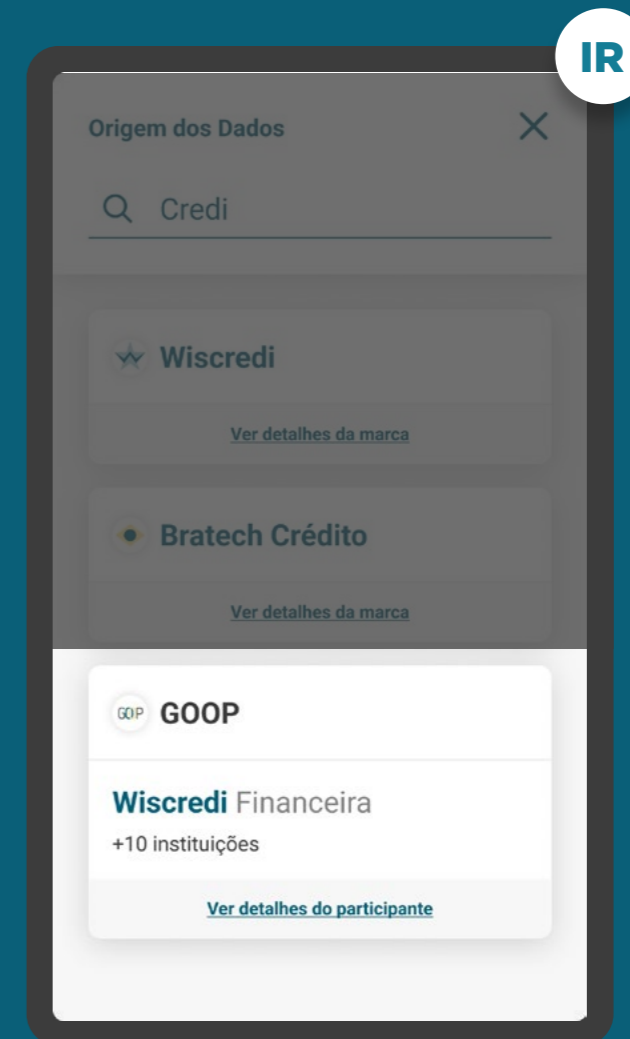 IR
Origem dos Dados
Credi
Wiscredi
Ver detalhes da marca
Bratech Crédito
Ver detalhes da marca
GOOP GOOP
Wiscredi Financeira
+10 instituições
Ver detalhes do participante